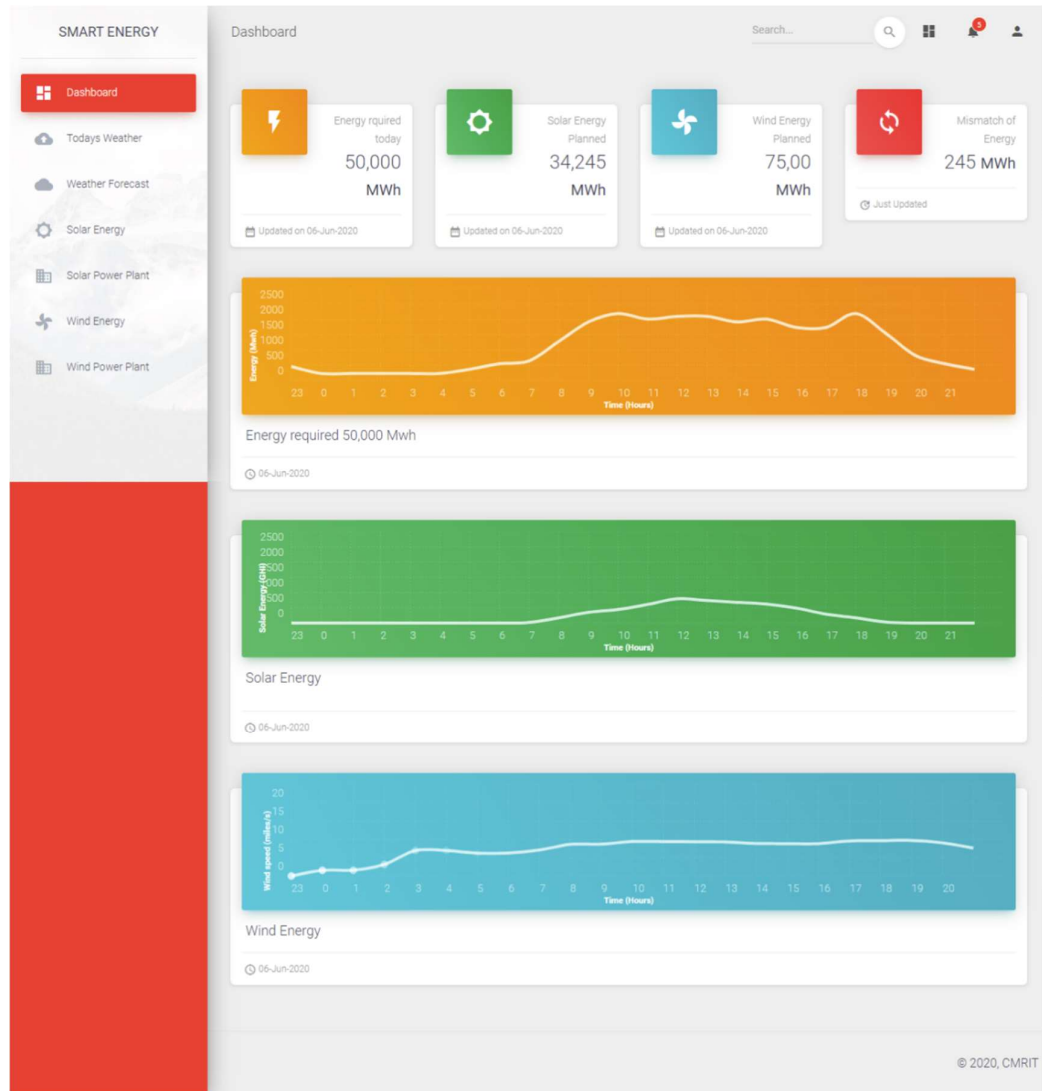 SMART ENERGY
Dashboard
Todays Weather
Weather Forecast
Solar Energy
Solar Power Plant
Wind Energy
Wind Power Plant
Dashboard
Search...
5
Energy rquired
today
50,000
MWh
Updated on 06-Jun-2020
Solar Energy
Planned
34,245
MWh
Updated on 06-Jun-2020
Wind Energy
Planned
75,00
MWh
Updated on 06-Jun-2020
Mismatch of
Energy
245 MWh
Just Updated
2500
2000
1500
1000
500
0
Energy (Mwh)
23 0 1 2 3 4 5 6 7 8 9 10 11 12 13 14 15 16 17 18 19 20 21
Time (Hours)
Energy required 50,000 Mwh
06-Jun-2020
2500
2000
1500
1000
500
0
Solar Energy (GHI)
23 0 1 2 3 4 5 6 7 8 9 10 11 12 13 14 15 16 17 18 19 20 21
Time (Hours)
Solar Energy
06-Jun-2020
20
15
10
5
0
Wind speed (miles/s)
23 0 1 2 3 4 5 6 7 8 9 10 11 12 13 14 15 16 17 18 19 20
Time (Hours)
Wind Energy
06-Jun-2020
© 2020, CMRIT